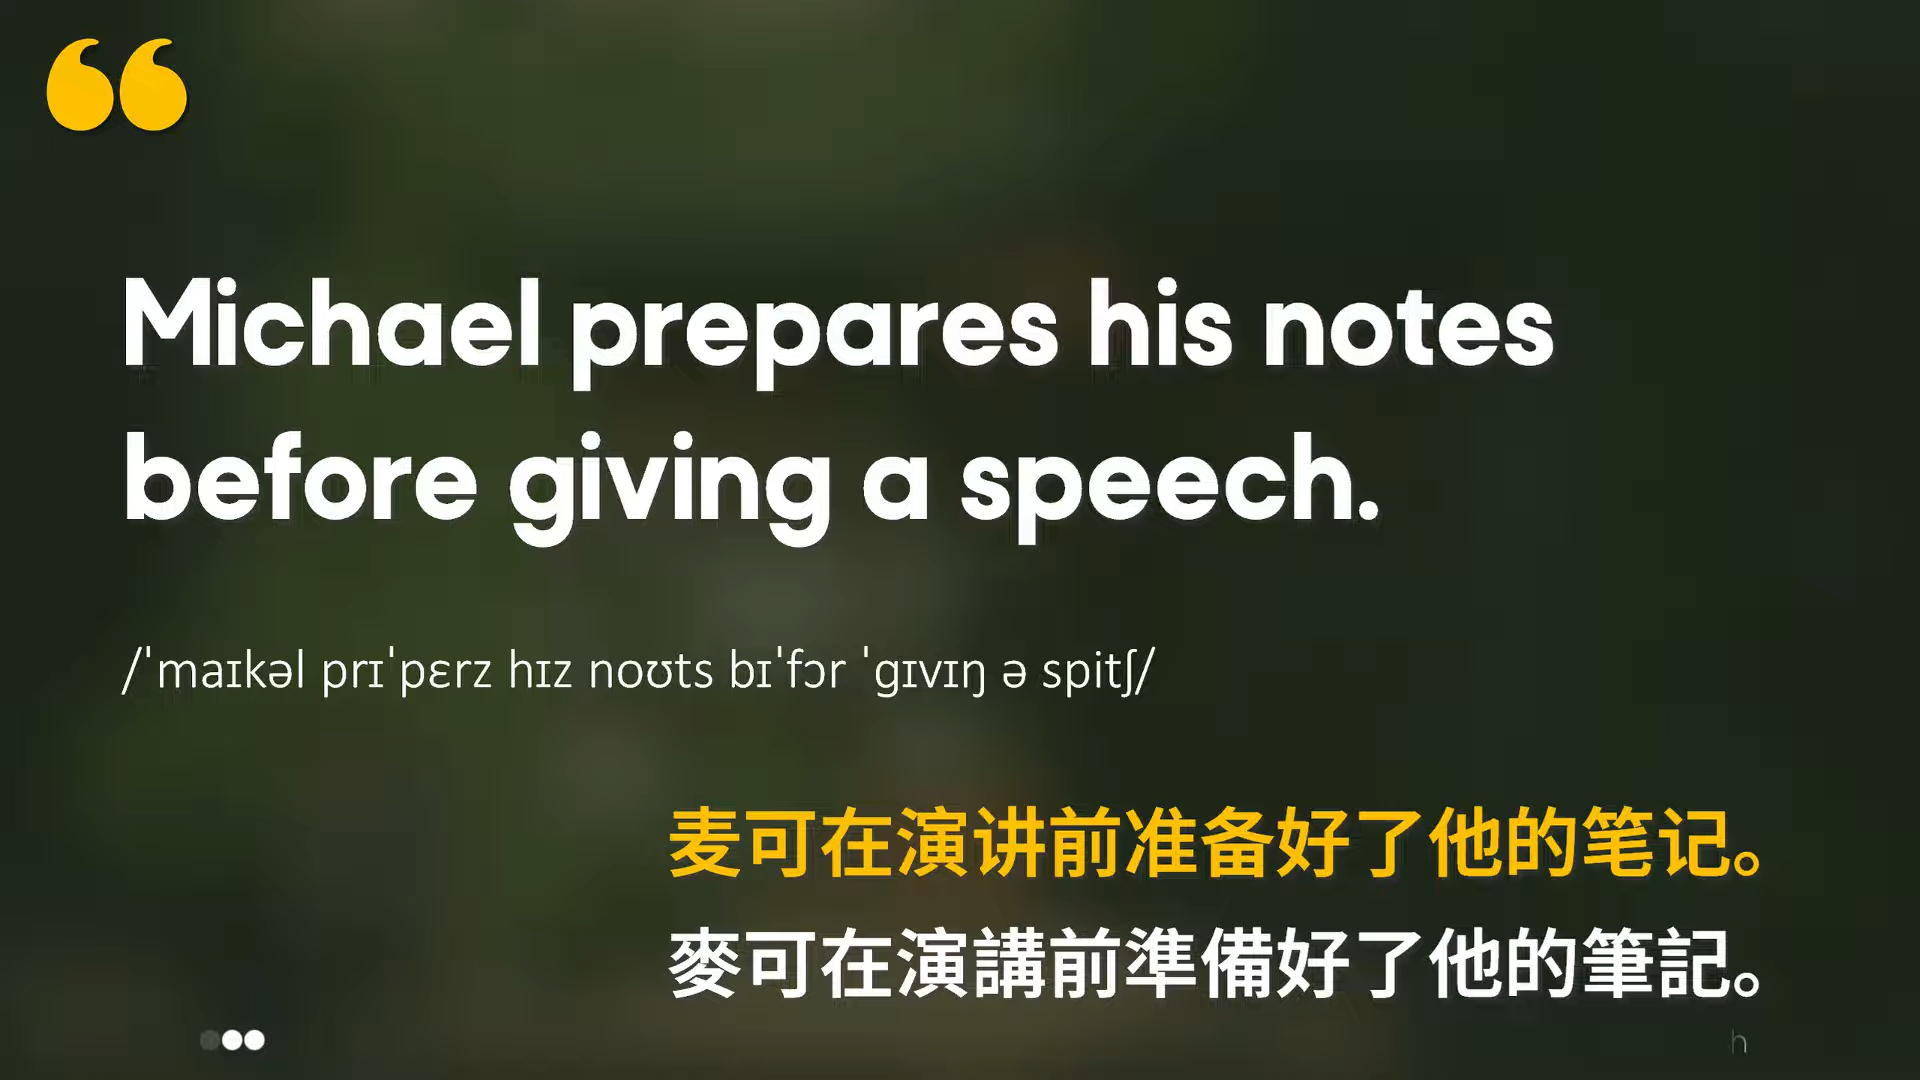 Michael prepares his notes
before giving a speech.
/ˈmaɪkəl prɪˈpɛrz hɪz noʊts bɪˈfɔr ˈɡɪvɪŋ ə spitʃ/
麦可在演讲前准备好了他的笔记。
麥可在演講前準備好了他的筆記。
h